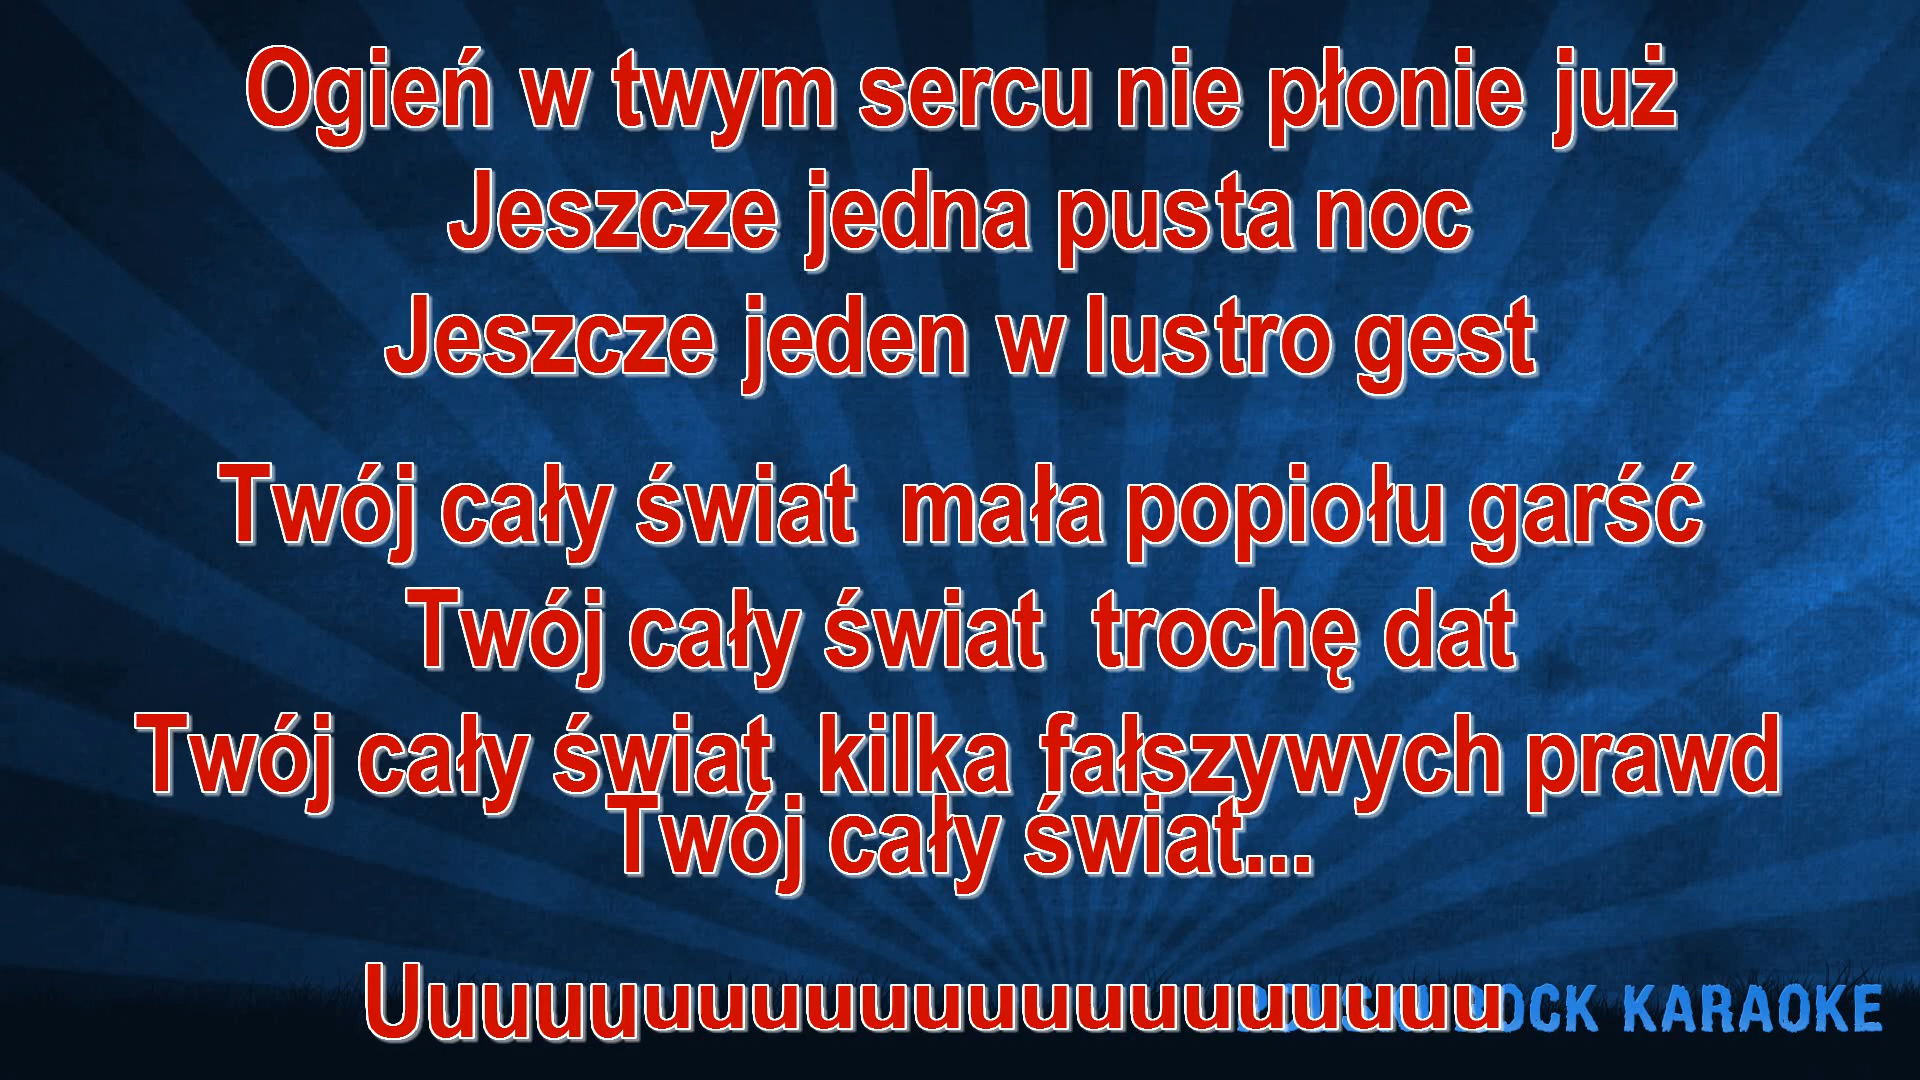 Ogień w twym sercu nie płonie już
Jeszcze jedna pusta noc
Jeszcze jeden w lustro gest
Twój cały świat  mała popiołu garść
Twój cały świat  trochę dat
Twój cały świat  kilka fałszywych prawd
Twój cały świat...
Uuuuuuuuuuuuuuuuuuuuu
ROCK KARAOKE